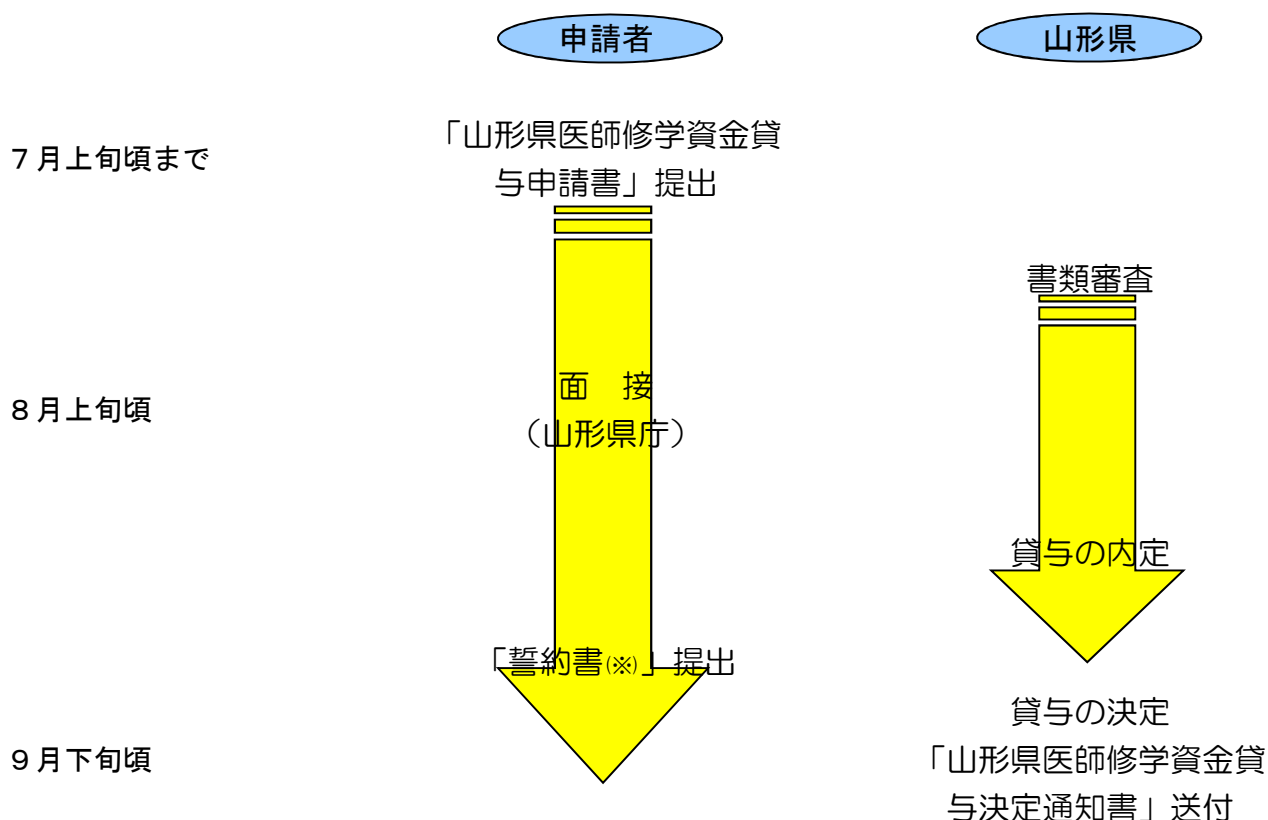 申請者
山形県
７月上旬頃まで
「山形県医師修学資金貸
与申請書」提出
書類審査
８月上旬頃
面　接
（山形県庁）
貸与の内定
「誓約書(※)」提出
９月下旬頃
貸与の決定
「山形県医師修学資金貸
与決定通知書」送付